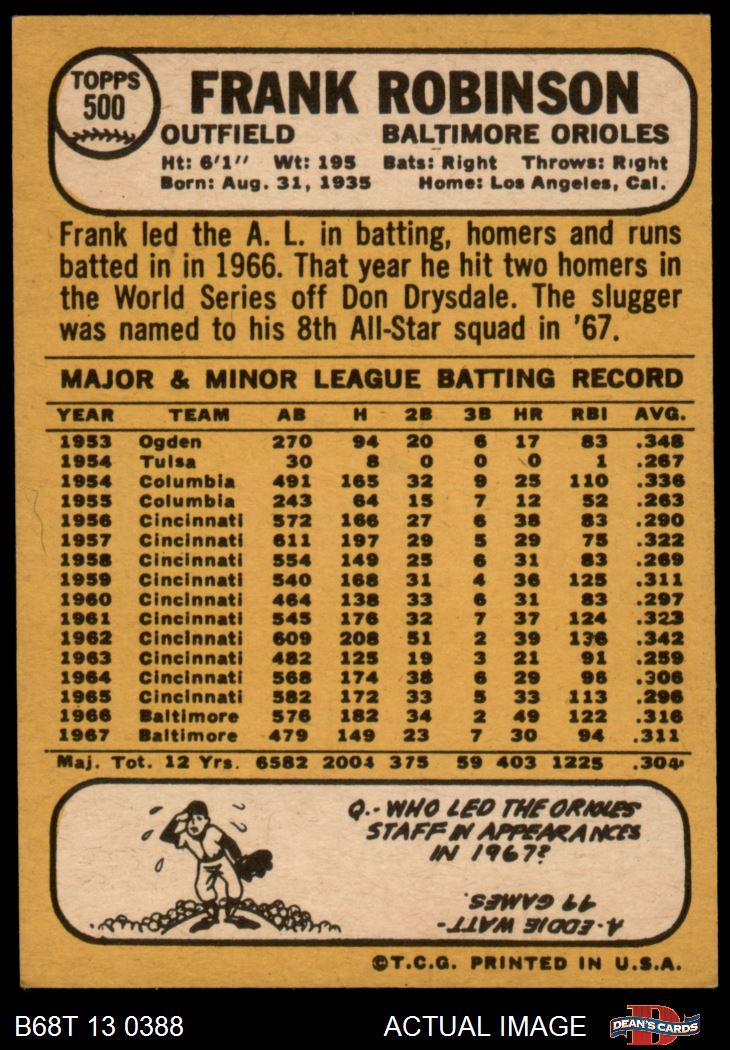 TOPPS
500
FRANK ROBINSON
OUTFIELD BALTIMORE ORIOLES
Ht: 6'1" Wt: 195 Bats: Right Throws: Right
Born: Aug. 31, 1935 Home: Los Angeles, Cal.
Frank led the A. L. in batting, homers and runs
batted in in 1966. That year he hit two homers in
the World Series off Don Drysdale. The slugger
was named to his 8th All-Star squad in '67.
MAJOR & MINOR LEAGUE BATTING RECORD
YEAR TEAM AB H 2B 3B HR RBI AVG.
1953 Ogden 270 94 20 6 17 83 .348
1954 Tulsa 30 8 0 0 0 1 .267
1954 Columbia 491 165 32 9 25 110 .336
1955 Columbia 243 64 15 7 12 52 .263
1956 Cincinnati 572 166 27 6 38 83 .290
1957 Cincinnati 611 197 29 5 29 75 .322
1958 Cincinnati 554 149 25 6 31 83 .269
1959 Cincinnati 540 168 31 4 36 125 .311
1960 Cincinnati 464 138 33 6 31 83 .297
1961 Cincinnati 545 176 32 7 37 124 .323
1962 Cincinnati 609 208 51 2 39 136 .342
1963 Cincinnati 482 125 19 3 21 91 .259
1964 Cincinnati 568 174 38 6 29 96 .306
1965 Cincinnati 582 172 33 5 33 113 .296
1966 Baltimore 576 182 34 2 49 122 .316
1967 Baltimore 479 149 23 7 30 94 .311
Maj. Tot. 12 Yrs. 6582 2004 375 59 403 1225 .304
Q.-WHO LED THE ORIOLES
STAFF IN APPEARANCES
IN 1967?
A-EDDIE WATT-
49 GAMES.
©T.C.G. PRINTED IN U.S.A.
B68T 13 0388 ACTUAL IMAGE
D
DEAN'S CARDS